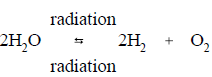 radiation
2H₂O ⇆ 2H₂ + O₂
radiation